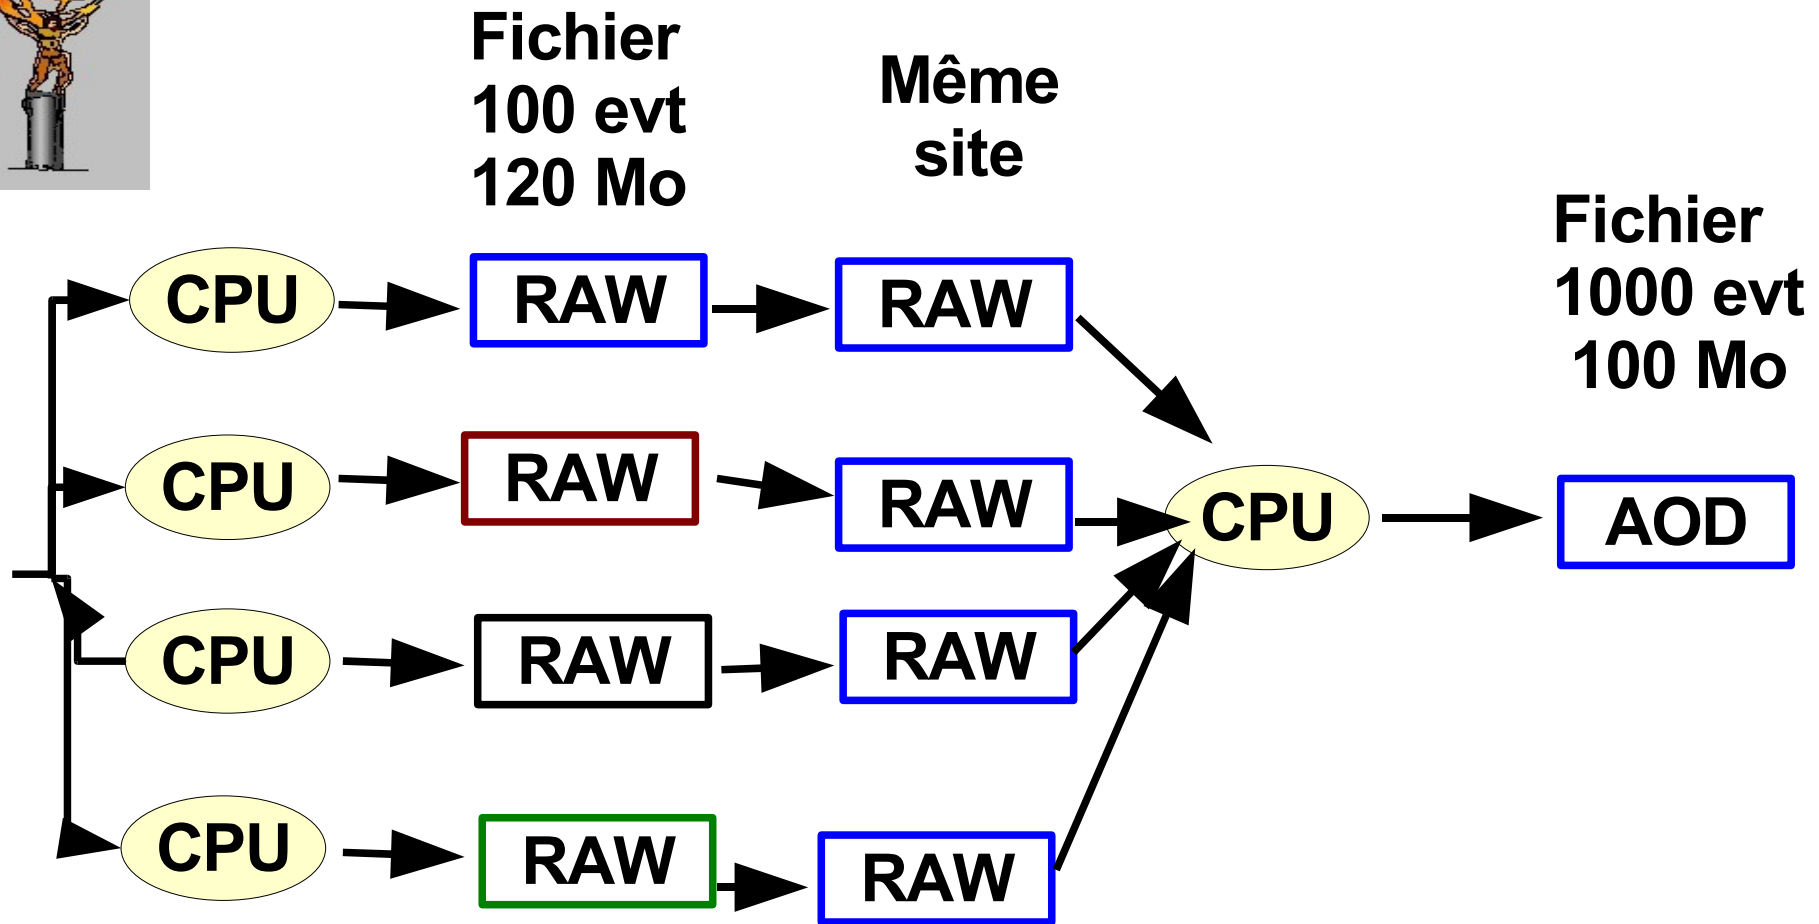 Fichier
100 evt
120 Mo
Même
site
Fichier
1000 evt
100 Mo
CPU
RAW
RAW
CPU
RAW
RAW
CPU
AOD
CPU
RAW
RAW
CPU
RAW
RAW